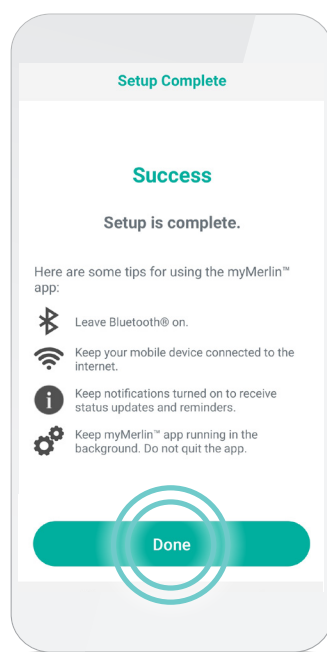 Setup Complete
Success
Setup is complete.
Here are some tips for using the myMerlin™
app:
Leave Bluetooth® on.
Keep your mobile device connected to the
internet.
Keep notifications turned on to receive
status updates and reminders.
Keep myMerlin™ app running in the
background. Do not quit the app.
Done